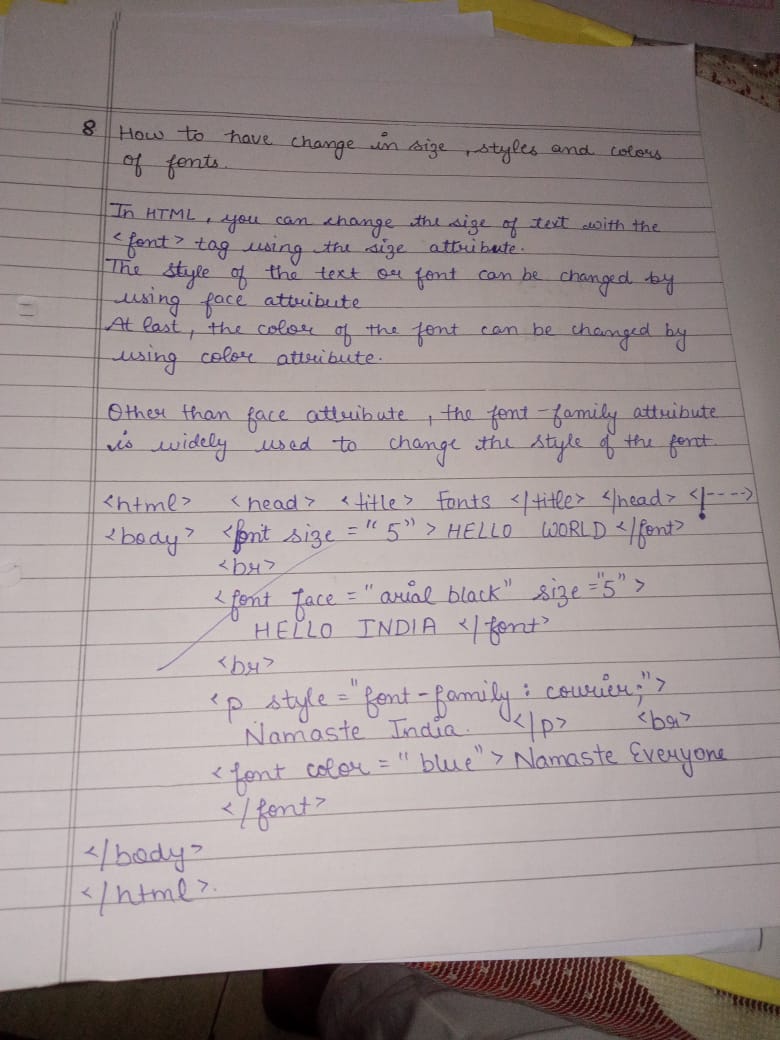 8 How to have change in size, styles and colors
of fonts.
In HTML, you can change the size of text with the
<font> tag using the size attribute.
The style of the text or font can be changed by
using face attribute
At last, the color of the font can be changed by
using color attribute.
Other than face attribute, the font-family attribute
is widely used to change the style of the font.
<html> <head> <title> Fonts </title> </head> <!---->
<body> <font size = "5"> HELLO WORLD </font>
<br>
<font face = "arial black" size = "5">
HELLO INDIA </font>
<br>
<p style = "font-family: courier;">
Namaste India. </p> <br>
<font color = "blue"> Namaste Everyone
</font>
</body>
</html>.